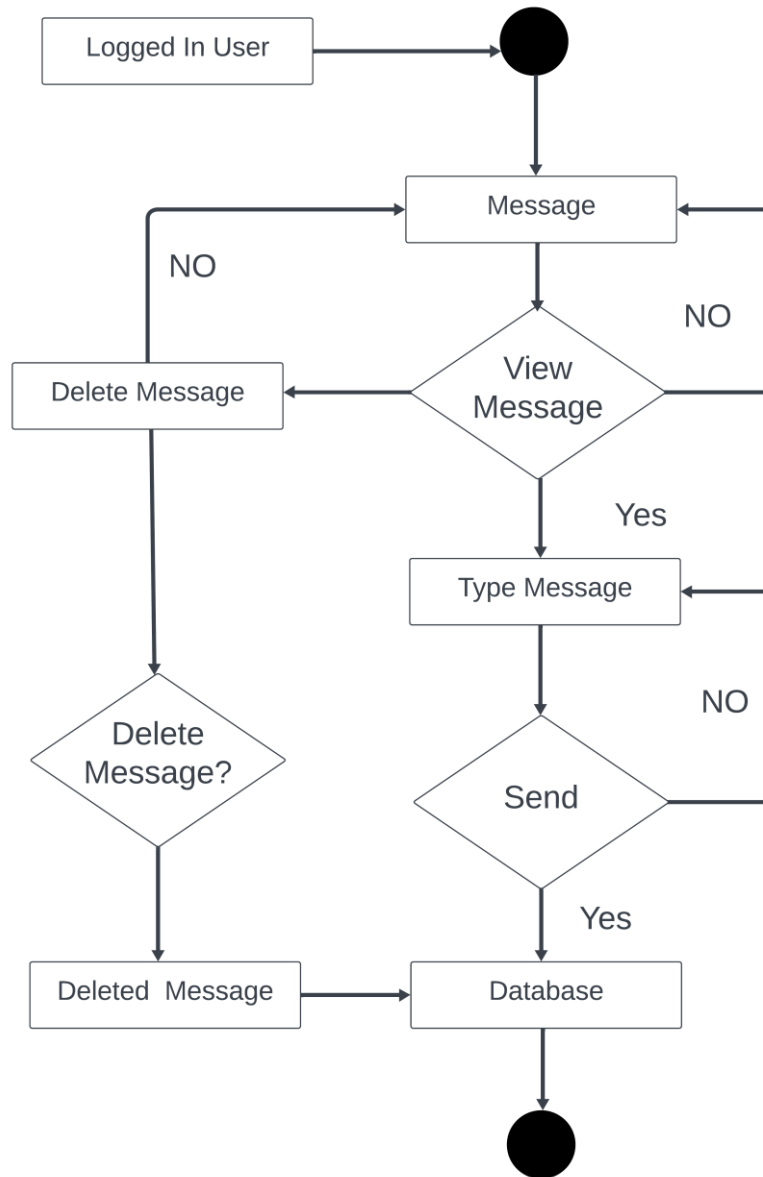 Logged In User
Message
NO
NO
View
Message
Delete Message
Yes
Type Message
NO
Delete
Message?
Send
Yes
Deleted  Message
Database